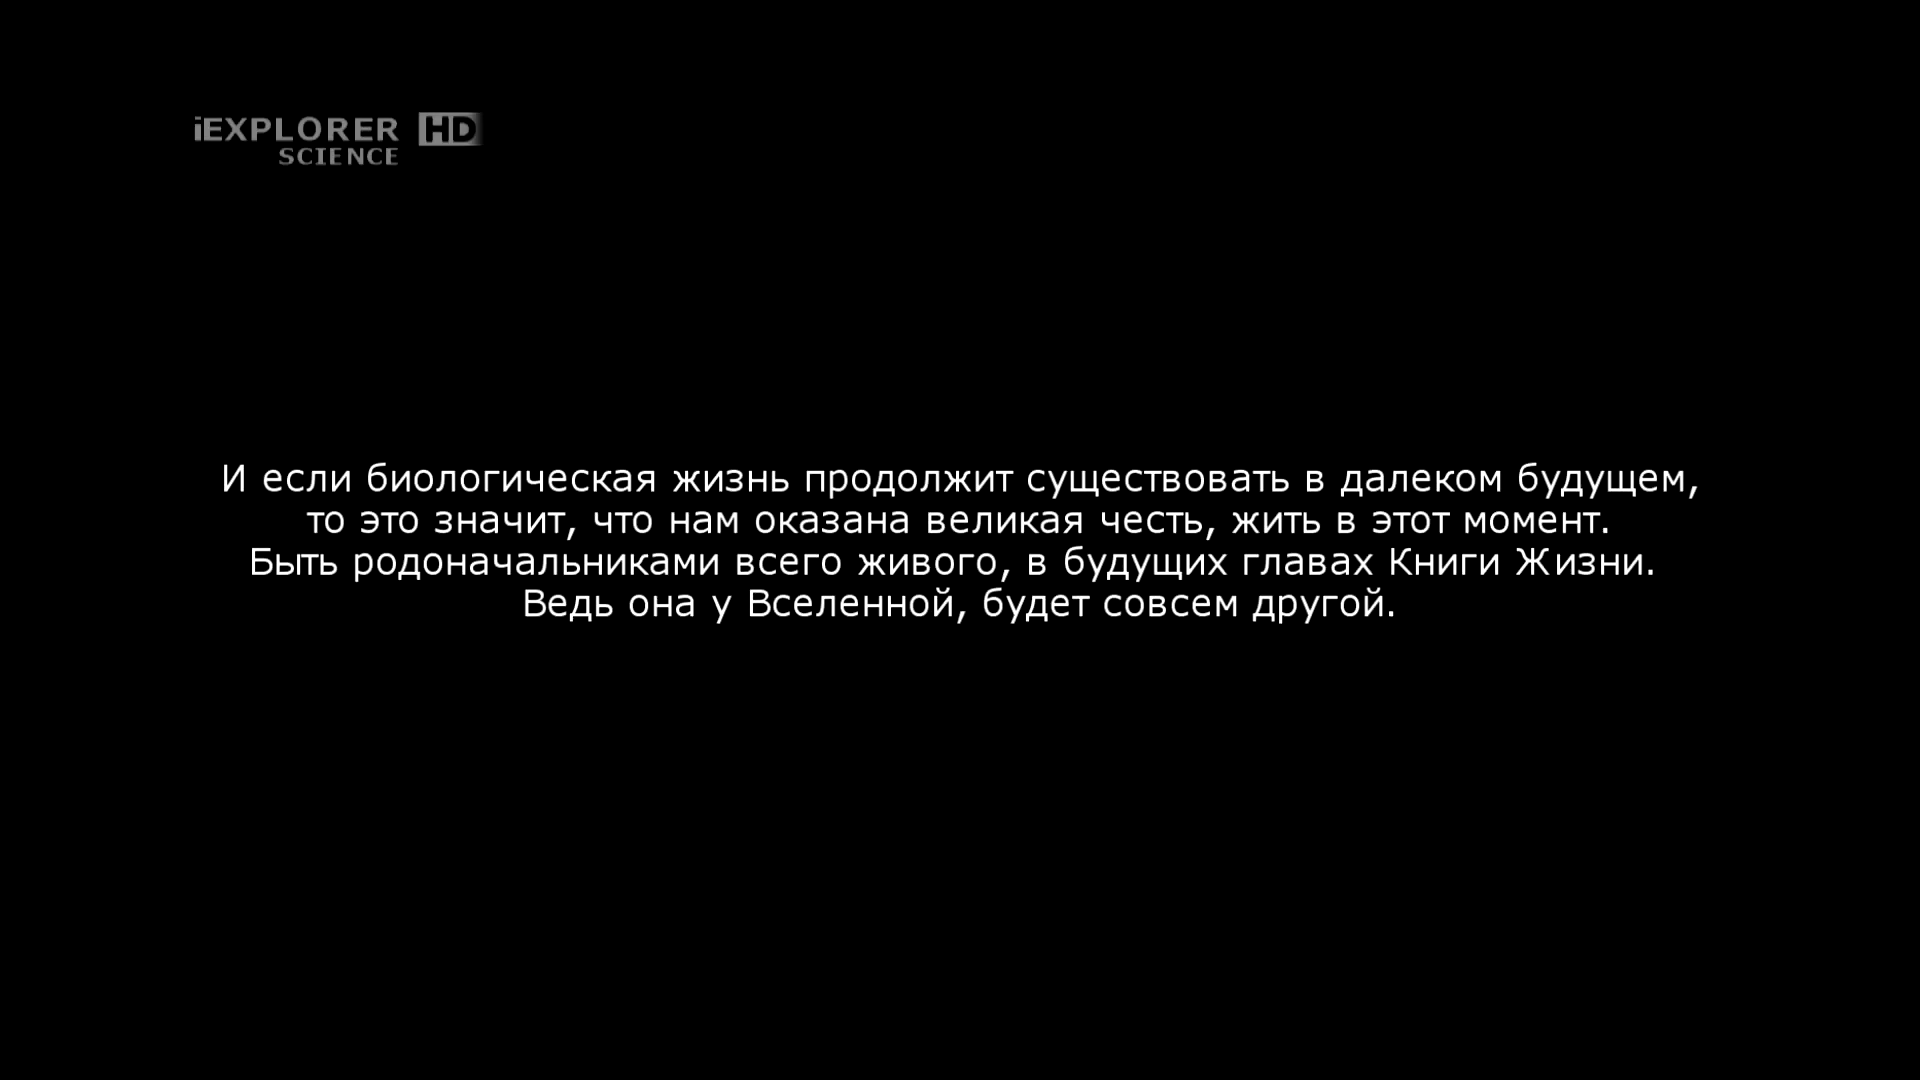 iEXPLORER HD
SCIENCE
И если биологическая жизнь продолжит существовать в далеком будущем,
то это значит, что нам оказана великая честь, жить в этот момент.
Быть родоначальниками всего живого, в будущих главах Книги Жизни.
Ведь она у Вселенной, будет совсем другой.